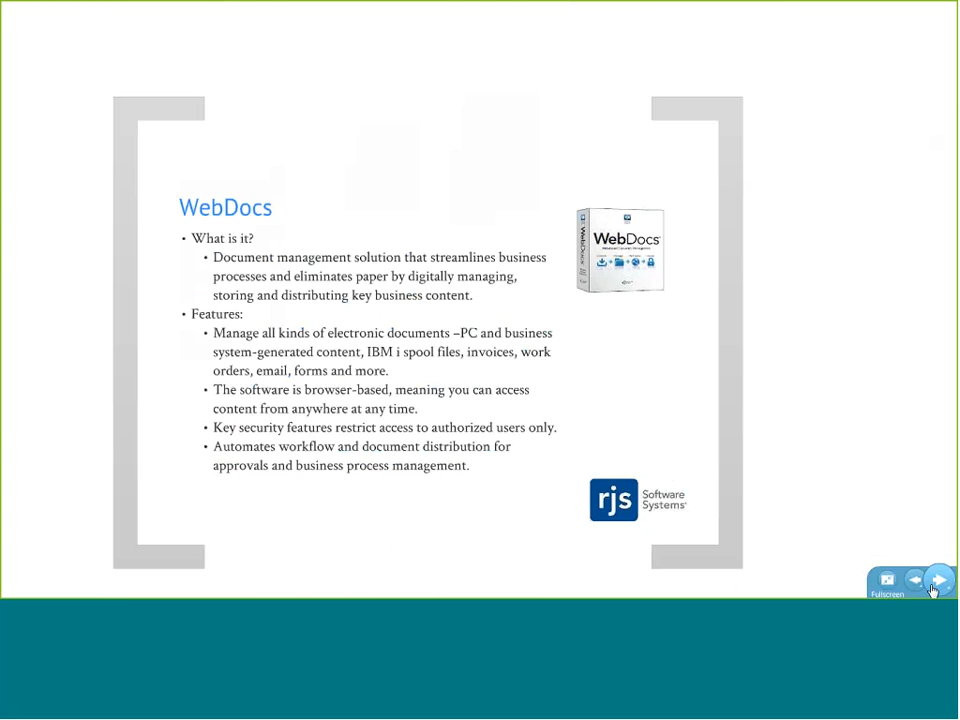 WebDocs
• What is it?
• Document management solution that streamlines business
processes and eliminates paper by digitally managing,
storing and distributing key business content.
• Features:
• Manage all kinds of electronic documents –PC and business
system-generated content, IBM i spool files, invoices, work
orders, email, forms and more.
• The software is browser-based, meaning you can access
content from anywhere at any time.
• Key security features restrict access to authorized users only.
• Automates workflow and document distribution for
approvals and business process management.
WebDocs
WebDocs
rjs Software
Systems
Fullscreen